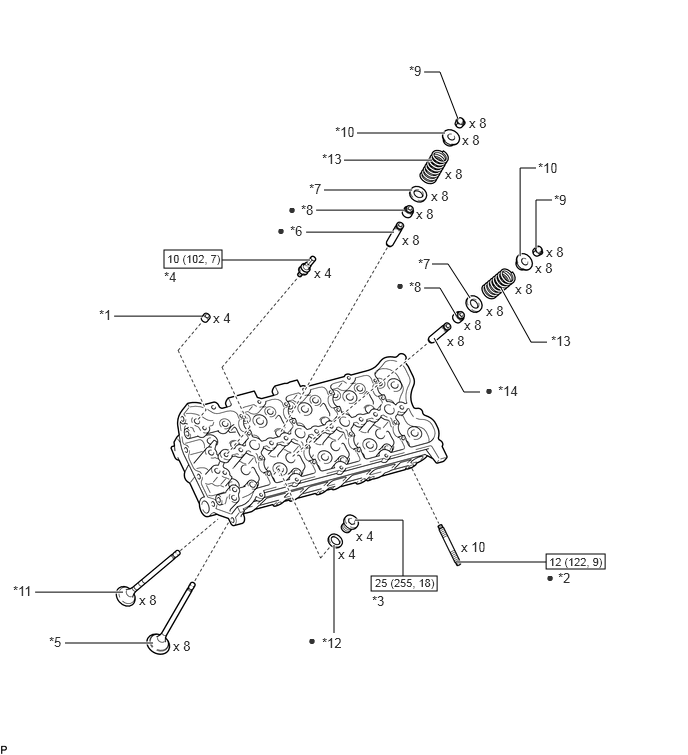 *9
x 8
*10
x 8
*13
x 8
*7
x 8
*10
*9
● *8
x 8
● *6
x 8
x 8
x 8
10 (102, 7)
*4
x 4
*7
x 8
● *8
x 8
*1
x 4
x 8
x 8
*13
● *14
x 4
x 4
x 10
12 (122, 9)
● *2
25 (255, 18)
*3
*11
x 8
*5
x 8
● *12
P